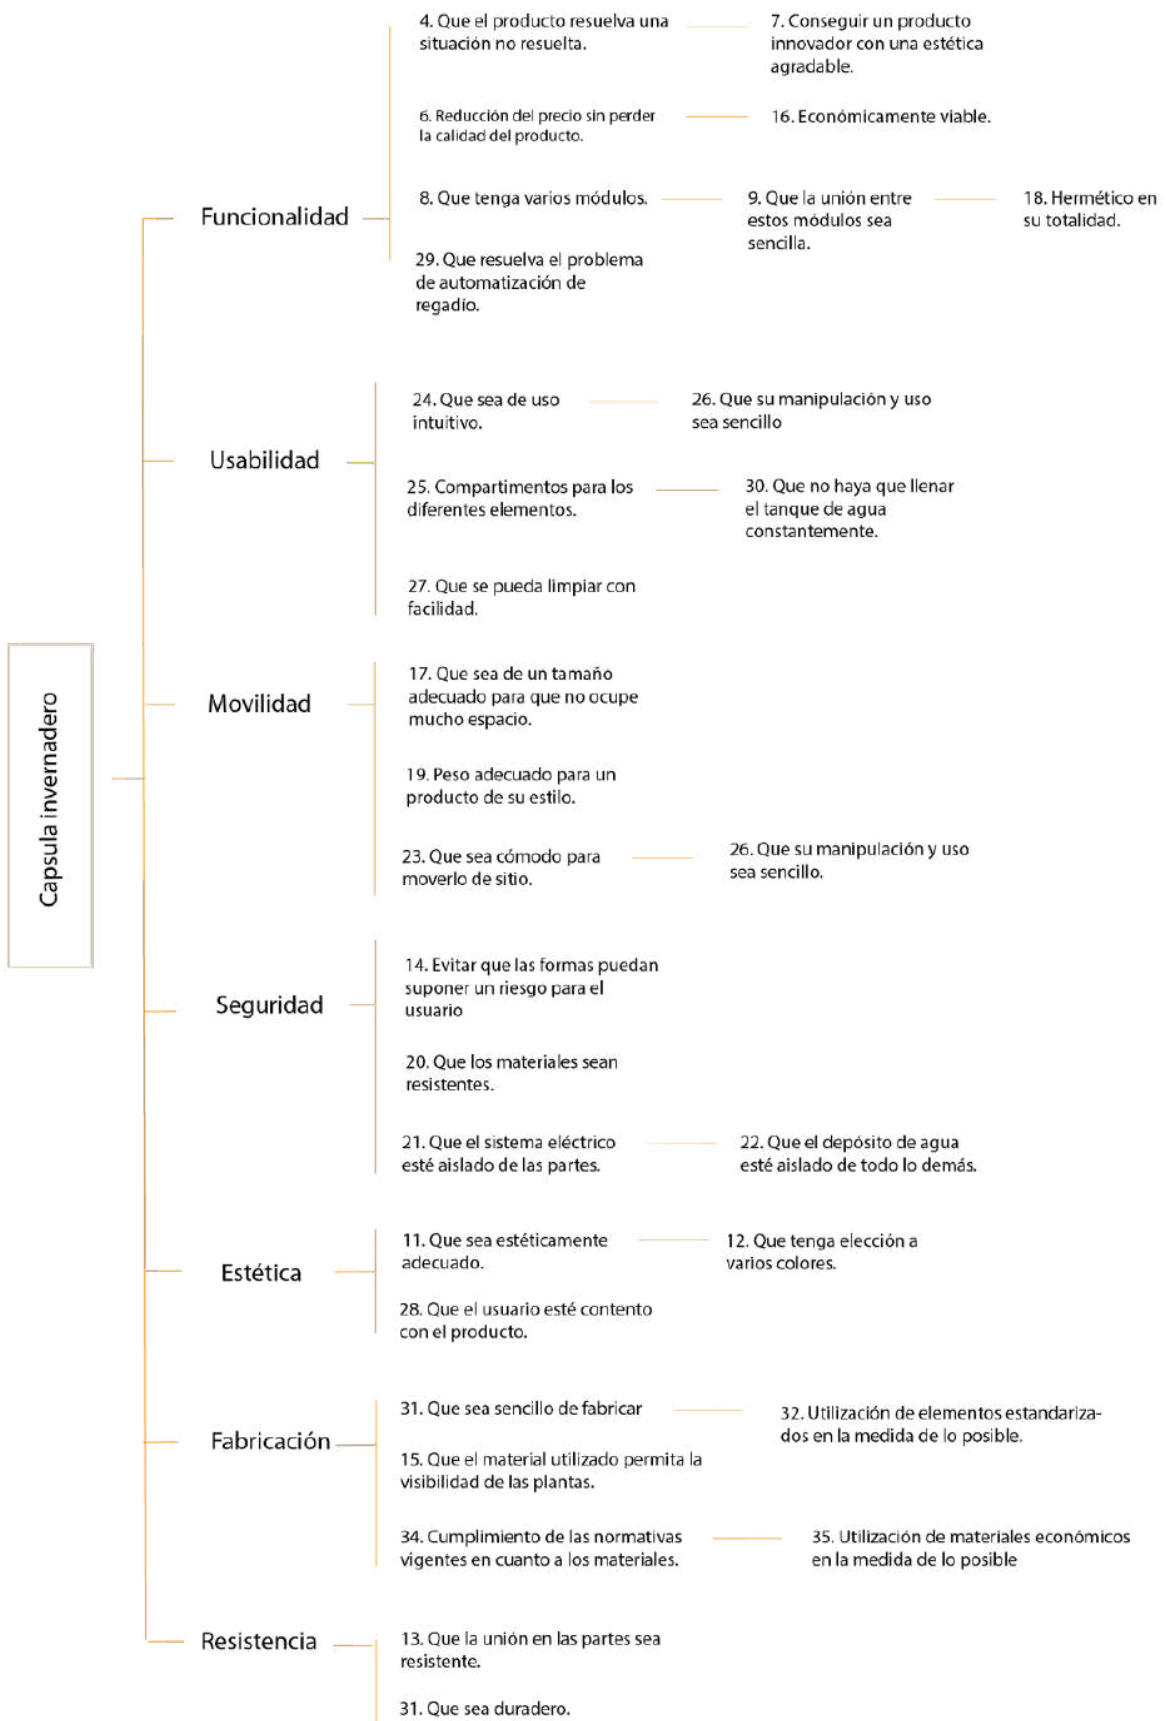 Capsula invernadero
Funcionalidad
4. Que el producto resuelva una
situación no resuelta.
7. Conseguir un producto
innovador con una estética
agradable.
6. Reducción del precio sin perder
la calidad del producto.
16. Económicamente viable.
8. Que tenga varios módulos.
9. Que la unión entre
estos módulos sea
sencilla.
18. Hermético en
su totalidad.
29. Que resuelva el problema
de automatización de
regadío.
Usabilidad
24. Que sea de uso
intuitivo.
26. Que su manipulación y uso
sea sencillo
25. Compartimentos para los
diferentes elementos.
30. Que no haya que llenar
el tanque de agua
constantemente.
27. Que se pueda limpiar con
facilidad.
Movilidad
17. Que sea de un tamaño
adecuado para que no ocupe
mucho espacio.
19. Peso adecuado para un
producto de su estilo.
23. Que sea cómodo para
moverlo de sitio.
26. Que su manipulación y uso
sea sencillo.
Seguridad
14. Evitar que las formas puedan
suponer un riesgo para el
usuario
20. Que los materiales sean
resistentes.
21. Que el sistema eléctrico
esté aislado de las partes.
22. Que el depósito de agua
esté aislado de todo lo demás.
Estética
11. Que sea estéticamente
adecuado.
12. Que tenga elección a
varios colores.
28. Que el usuario esté contento
con el producto.
Fabricación
31. Que sea sencillo de fabricar
32. Utilización de elementos estandariza-
dos en la medida de lo posible.
15. Que el material utilizado permita la
visibilidad de las plantas.
34. Cumplimiento de las normativas
vigentes en cuanto a los materiales.
35. Utilización de materiales económicos
en la medida de lo posible
Resistencia
13. Que la unión en las partes sea
resistente.
31. Que sea duradero.